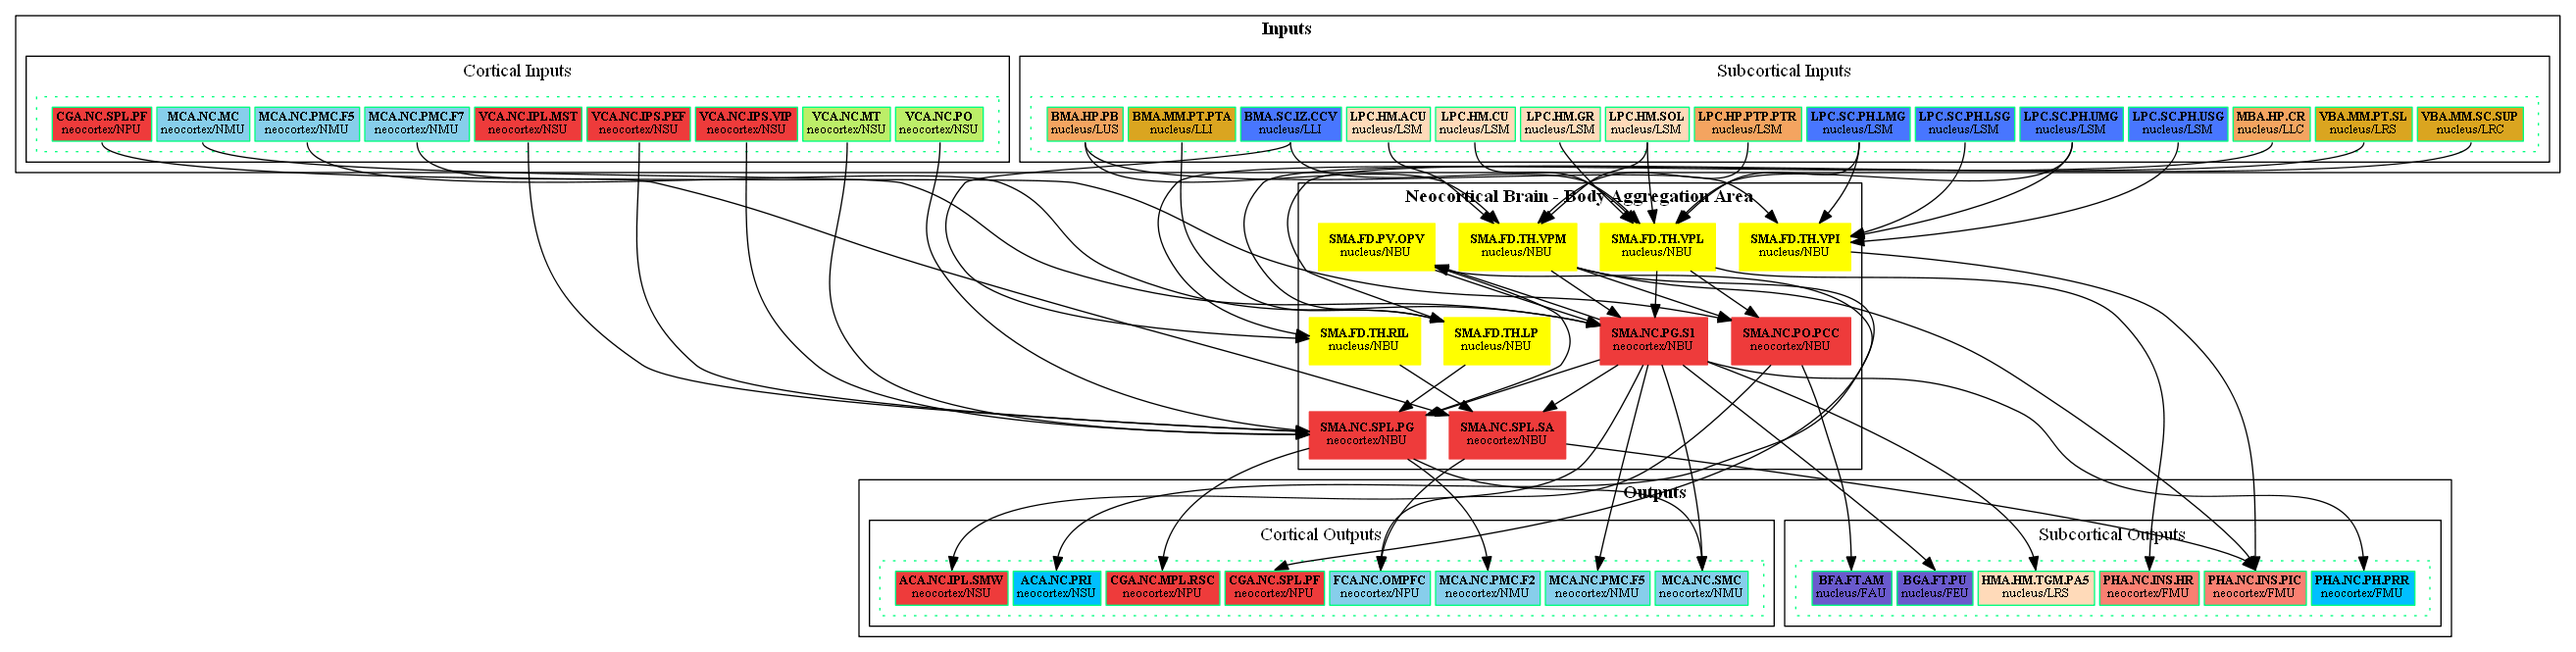 Inputs
Cortical Inputs
Subcortical Inputs
CGA.NC.SPL.PF
neocortex/NPU
MCA.NC.MC
neocortex/NMU
MCA.NC.PMC.F5
neocortex/NMU
MCA.NC.PMC.F7
neocortex/NMU
VCA.NC.IPL.MST
neocortex/NSU
VCA.NC.IPS.PEF
neocortex/NSU
VCA.NC.IPS.VIP
neocortex/NSU
VCA.NC.MT
neocortex/NSU
VCA.NC.PO
neocortex/NSU
BMA.HP.PB
nucleus/LUS
BMA.MM.PT.PTA
nucleus/LLI
BMA.SC.IZ.CCV
nucleus/LLI
LPC.HM.ACU
nucleus/LSM
LPC.HM.CU
nucleus/LSM
LPC.HM.GR
nucleus/LSM
LPC.HM.SOL
nucleus/LSM
LPC.HP.PTP.PTR
nucleus/LSM
LPC.SC.PH.LMG
nucleus/LSM
LPC.SC.PH.LSG
nucleus/LSM
LPC.SC.PH.UMG
nucleus/LSM
LPC.SC.PH.USG
nucleus/LSM
MBA.HP.CR
nucleus/LLC
VBA.MM.PT.SL
nucleus/LRS
VBA.MM.SC.SUP
nucleus/LRC
Neocortical Brain - Body Aggregation Area
SMA.FD.PV.OPV
nucleus/NBU
SMA.FD.TH.VPM
nucleus/NBU
SMA.FD.TH.VPL
nucleus/NBU
SMA.FD.TH.VPI
nucleus/NBU
SMA.FD.TH.RIL
nucleus/NBU
SMA.FD.TH.LP
nucleus/NBU
SMA.NC.PG.S1
neocortex/NBU
SMA.NC.PO.PCC
neocortex/NBU
SMA.NC.SPL.PG
neocortex/NBU
SMA.NC.SPL.SA
neocortex/NBU
Outputs
Cortical Outputs
Subcortical Outputs
ACA.NC.IPL.SMW
neocortex/NSU
ACA.NC.PRI
neocortex/NSU
CGA.NC.MPL.RSC
neocortex/NPU
CGA.NC.SPL.PF
neocortex/NPU
FCA.NC.OMPFC
neocortex/NPU
MCA.NC.PMC.F2
neocortex/NMU
MCA.NC.PMC.F5
neocortex/NMU
MCA.NC.SMC
neocortex/NMU
BFA.FT.AM
nucleus/FAU
BGA.FT.PU
nucleus/FEU
HMA.HM.TGM.PA5
nucleus/LRS
PHA.NC.INS.HR
neocortex/FMU
PHA.NC.INS.PIC
neocortex/FMU
PHA.NC.PH.PRR
neocortex/FMU